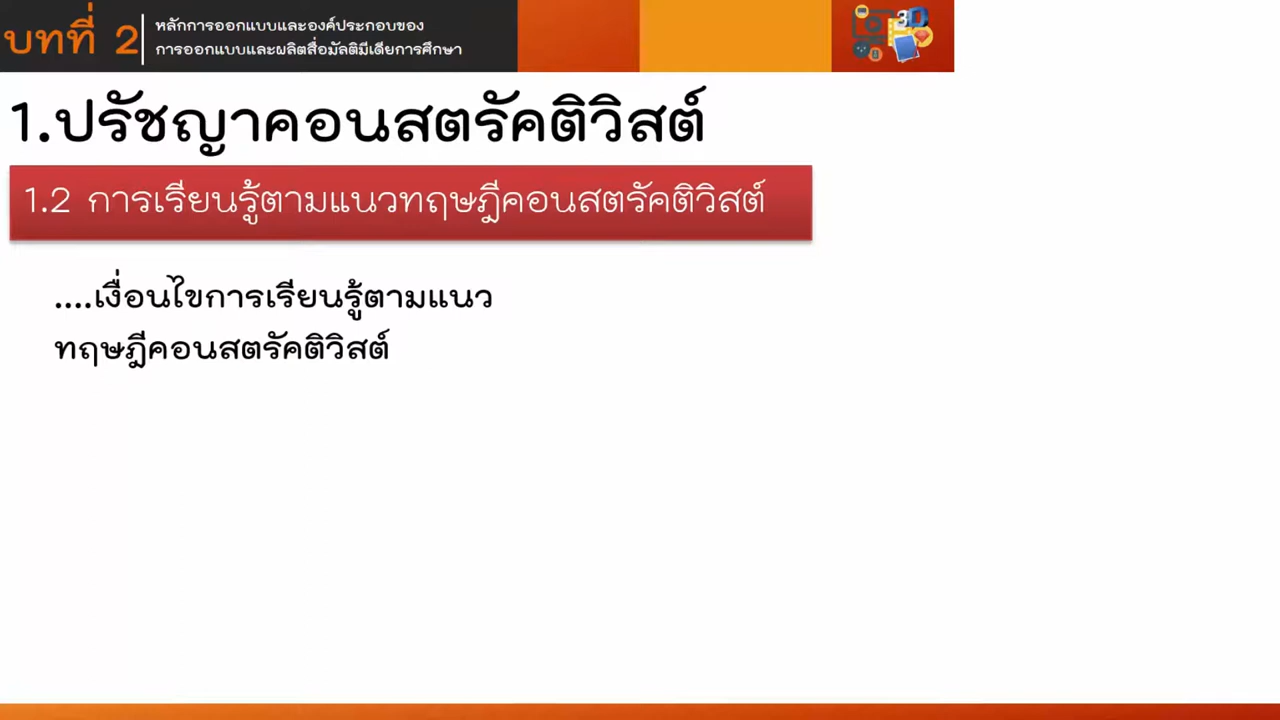 บทที่ 2
หลักการออกแบบและองค์ประกอบของ
การออกแบบและผลิตสื่อมัลติมีเดียการศึกษา
3D
1.ปรัชญาคอนสตรัคติวิสต์
1.2 การเรียนรู้ตามแนวทฤษฎีคอนสตรัคติวิสต์
....เงื่อนไขการเรียนรู้ตามแนว
ทฤษฎีคอนสตรัคติวิสต์